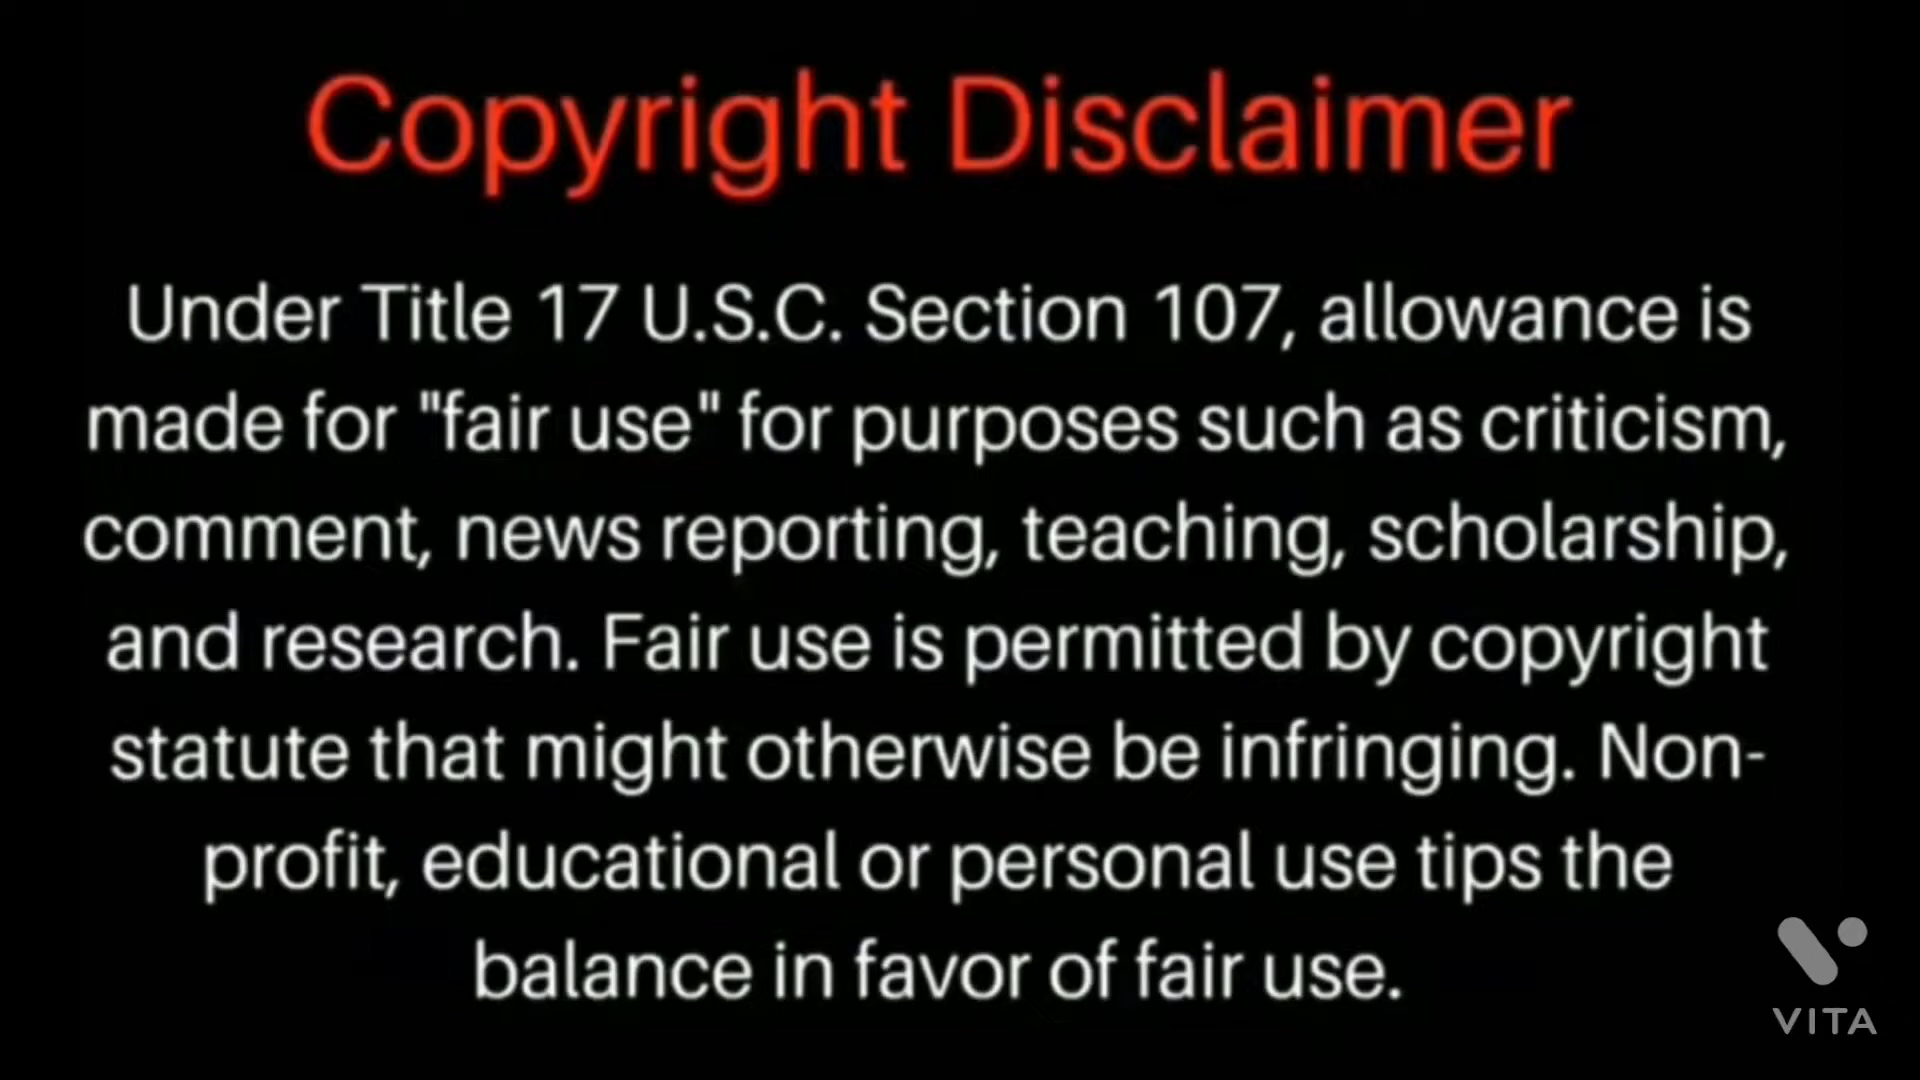 Copyright Disclaimer
Under Title 17 U.S.C. Section 107, allowance is
made for "fair use" for purposes such as criticism,
comment, news reporting, teaching, scholarship,
and research. Fair use is permitted by copyright
statute that might otherwise be infringing. Non-
profit, educational or personal use tips the
balance in favor of fair use.
VITA